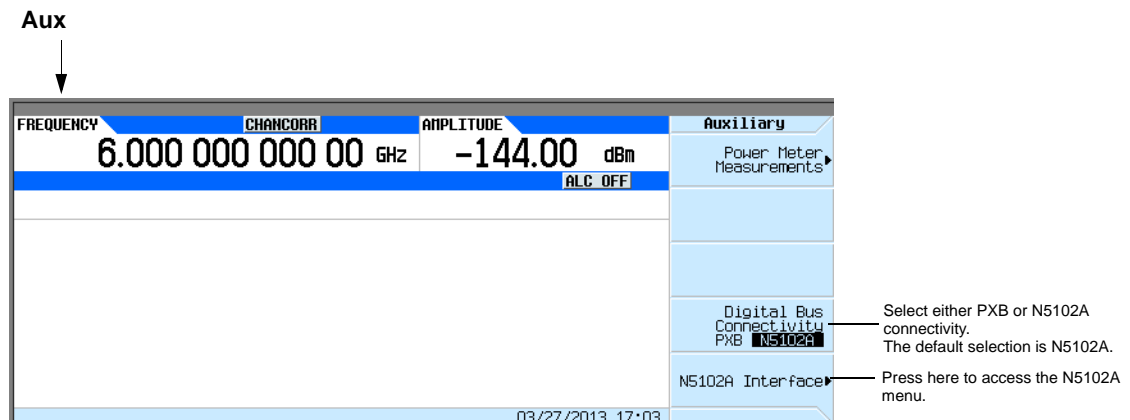 Aux
FREQUENCY CHANCORR AMPLITUDE Auxiliary
6.000 000 000 00 GHz -144.00 dBm
Power Meter
Measurements
ALC OFF
Digital Bus
Connectivity
PXB N5102A
Select either PXB or N5102A
connectivity.
The default selection is N5102A.
N5102A Interface
Press here to access the N5102A
menu.
03/27/2013 17:03